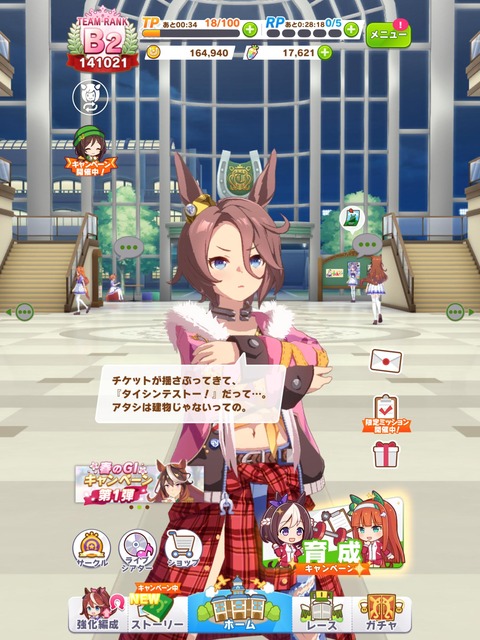 TEAM RANK
B2
141021
TP
あと00:34
18/100
RP
あと0:28:18
0/5
メニュー
164,940
17,621
キャンペーン
開催中!
チケットが揺さぶってきて、
『タイシンテストー!』だって…。
アタシは建物じゃないっての。
限定ミッション
開催中!
春のGI
キャンペーン
第1弾
サークル
ライブ
シアター
ショップ
育成
キャンペーン
強化編成
キャンペーン中
NEW
ストーリー
ホーム
レース
ガチャ